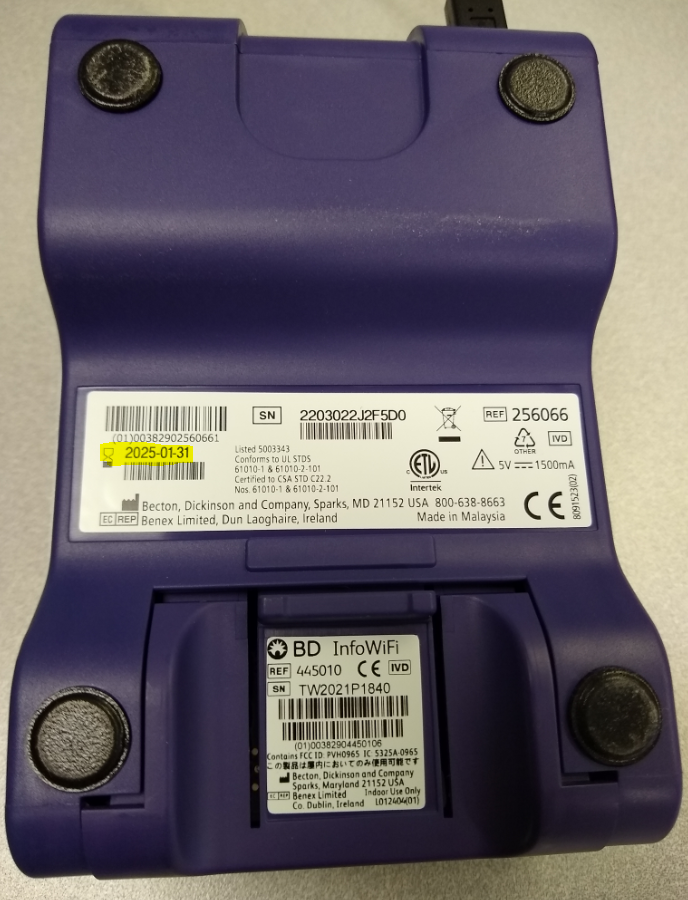 (01)00382902560661
2025-01-31
SN 2203022J2F5D0
Listed 5003343
Conforms to UL STDS
61010-1 & 61010-2-101
Certified to CSA STD C22.2
Nos. 61010-1 & 61010-2-101
ETL
c us
Intertek
REF 256066
7
OTHER
IVD
5V 1500mA
Becton, Dickinson and Company, Sparks, MD 21152 USA 800-638-8663
EC REP Benex Limited, Dun Laoghaire, Ireland
Made in Malaysia
CE
8091523(02)
BD InfoWiFi
REF 445010 CE IVD
SN TW2021P1840
(01)00382904450106
Contains FCC ID: PVH0965 IC 5325A-0965
この製品は屋内においてのみ使用可能です
Becton, Dickinson and Company
Sparks, Maryland 21152 USA
EC REP Benex Limited Indoor Use Only
Co. Dublin, Ireland L012404(01)